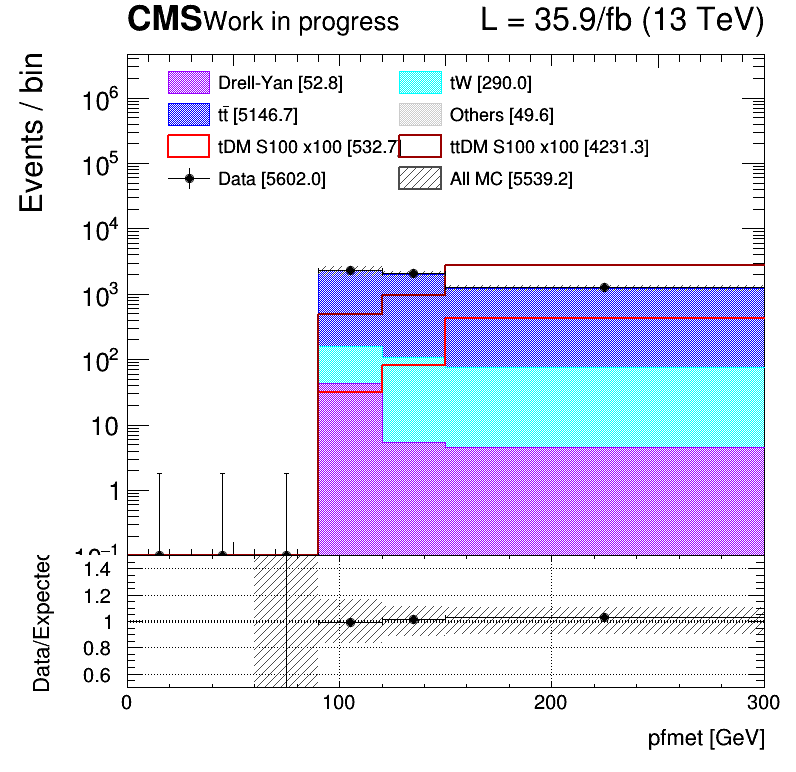 CMS Work in progress L = 35.9/fb (13 TeV)
Events / bin
Drell-Yan [52.8] tW [290.0]
tt̄ [5146.7] Others [49.6]
tDM S100 x100 [532.7] ttDM S100 x100 [4231.3]
Data [5602.0] All MC [5539.2]
10⁶
10⁵
10⁴
10³
10²
10
1
10⁻¹
Data/Expected
1.4
1.2
1
0.8
0.6
0 100 200 300
pfmet [GeV]